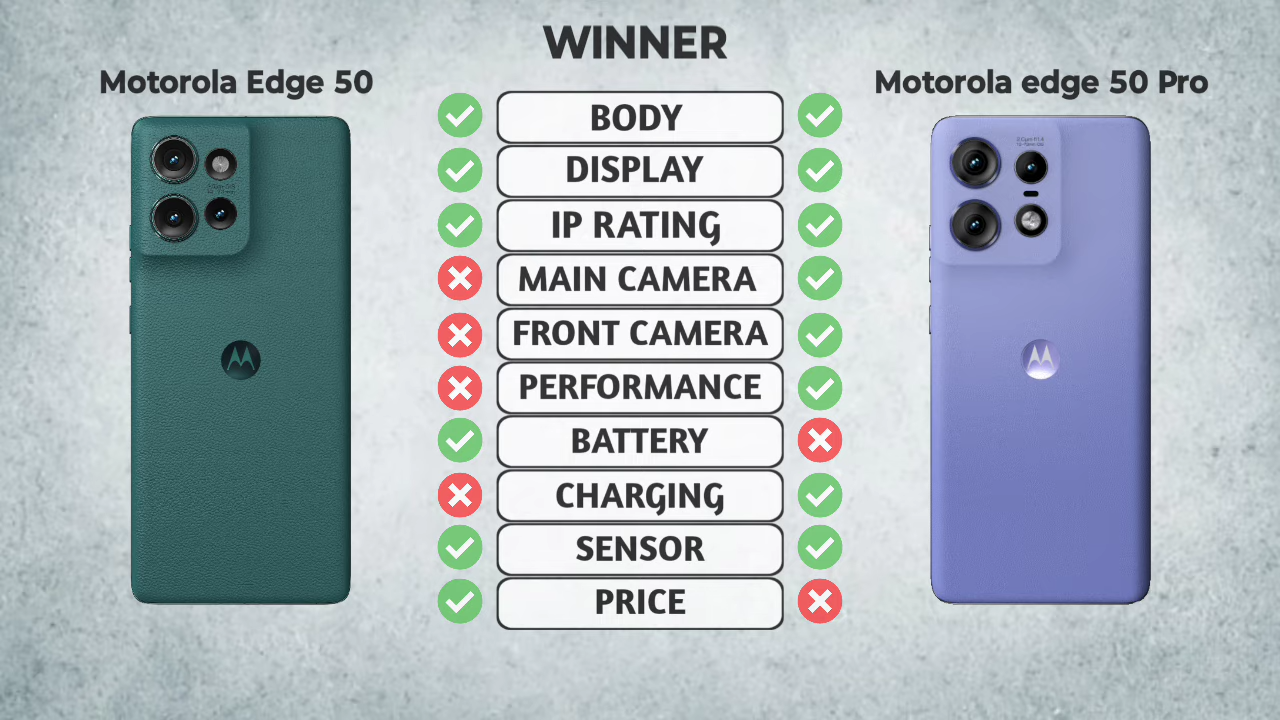 WINNER
Motorola Edge 50
Motorola edge 50 Pro
BODY
DISPLAY
IP RATING
MAIN CAMERA
FRONT CAMERA
PERFORMANCE
BATTERY
CHARGING
SENSOR
PRICE